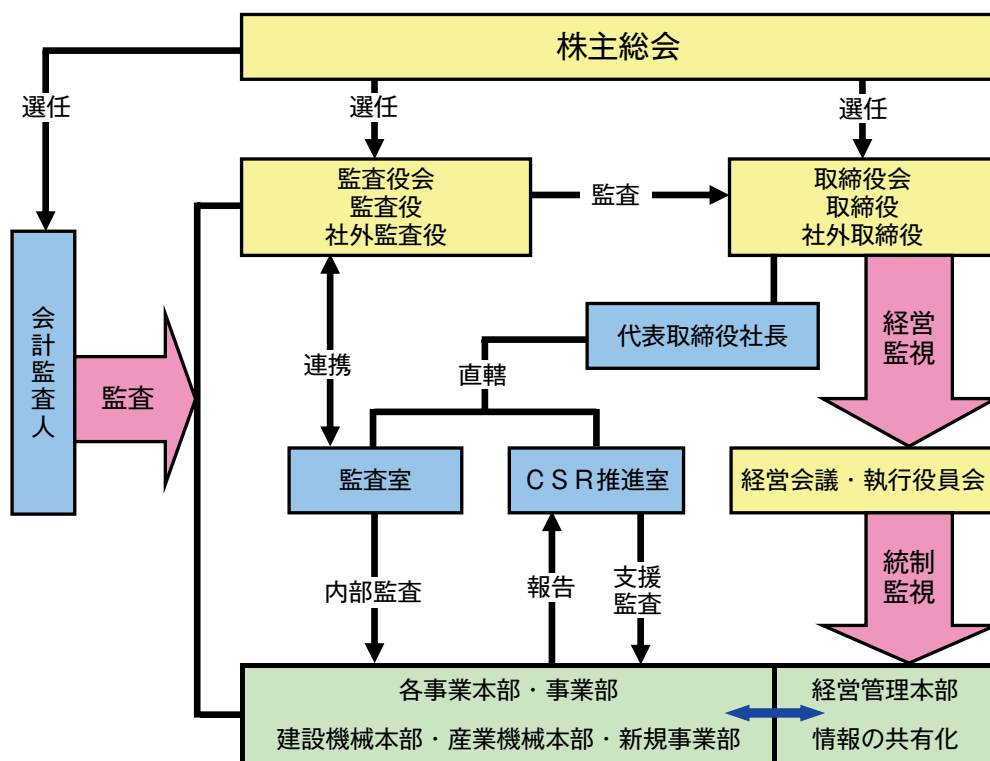 株主総会
選任
選任
選任
監査役会
監査役
社外監査役
監査
取締役会
取締役
社外取締役
会計監査人
監査
連携
直轄
代表取締役社長
経営
監視
監査室
ＣＳＲ推進室
経営会議・執行役員会
内部監査
報告
支援
監査
統制
監視
各事業本部・事業部
建設機械本部・産業機械本部・新規事業部
経営管理本部
情報の共有化